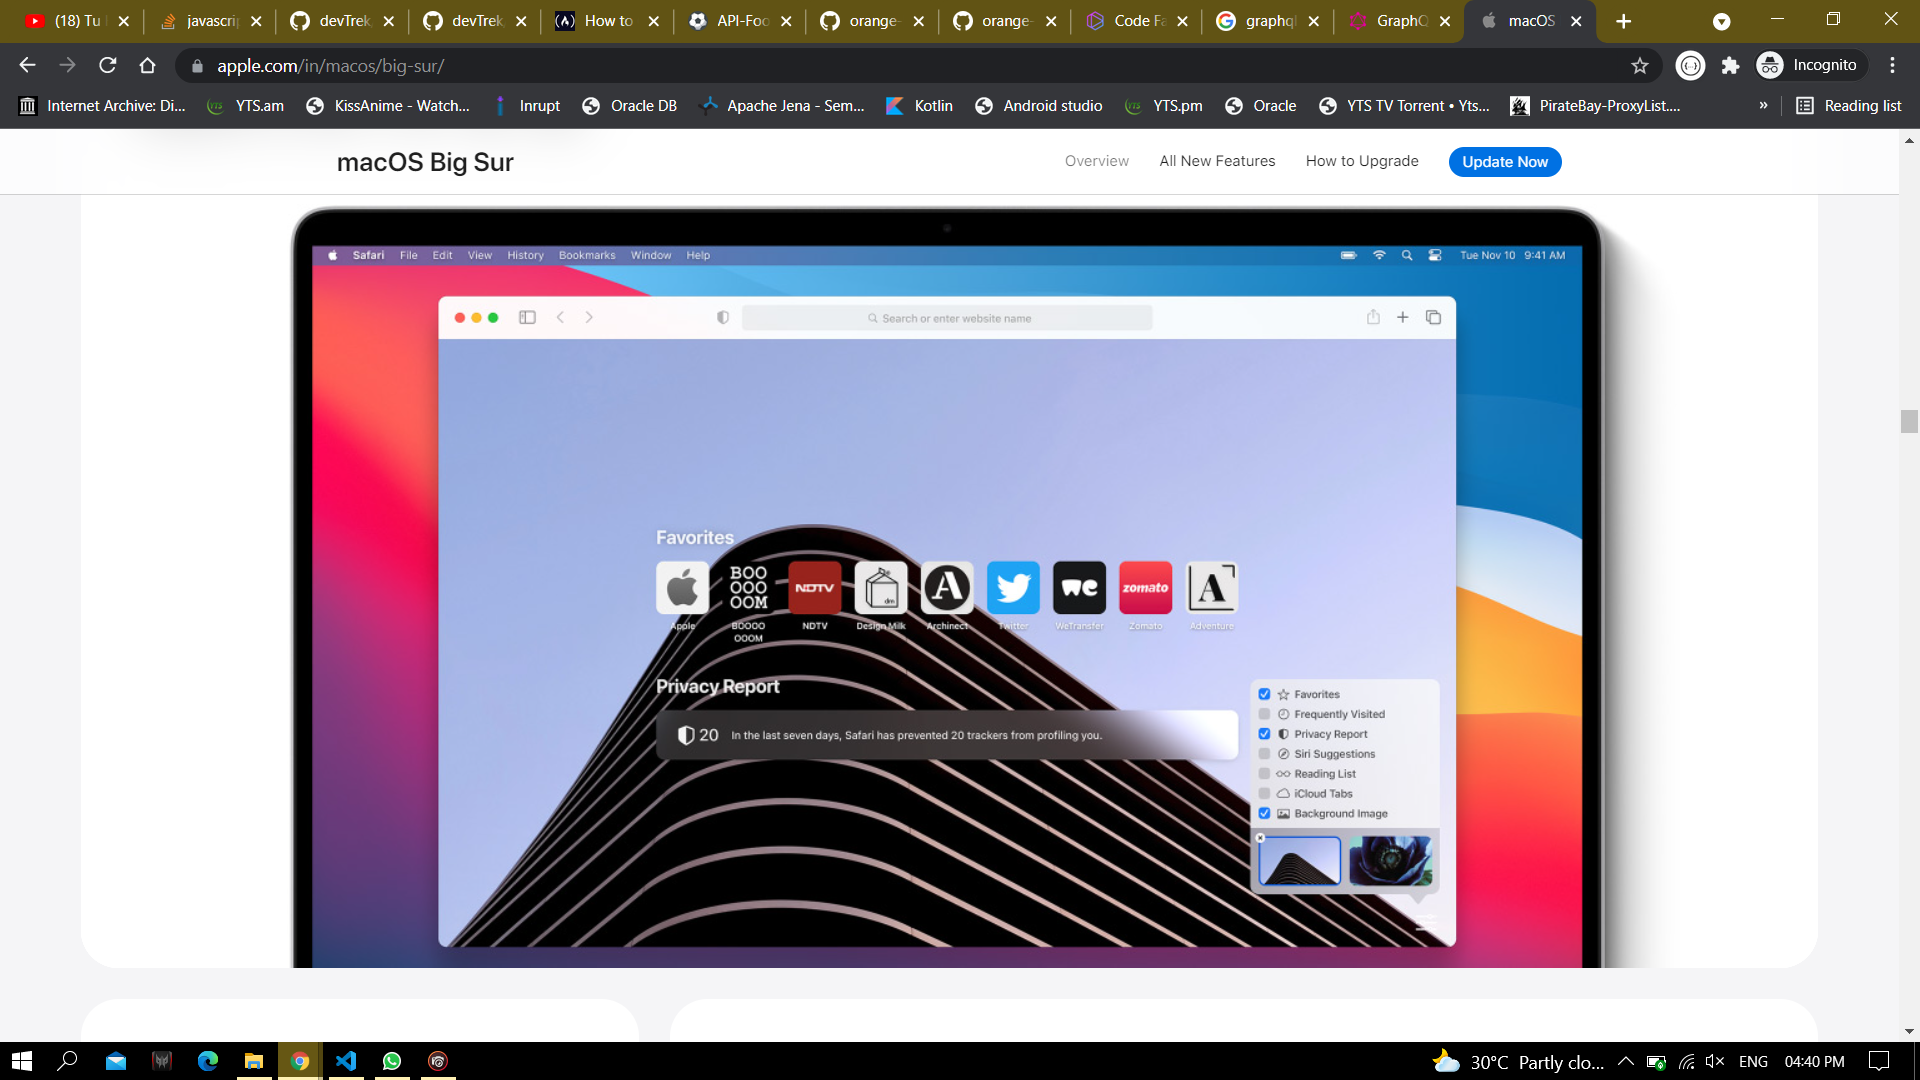 (18) Tu
javascri
devTrek
devTrek
How to
API-Foo
orange-
orange-
Code Fa
graphql
GraphQ
macOS
apple.com/in/macos/big-sur/
Incognito
Internet Archive: Di...
YTS.am
KissAnime - Watch...
Inrupt
Oracle DB
Apache Jena - Sem...
Kotlin
Android studio
YTS.pm
Oracle
YTS TV Torrent • Yts...
PirateBay-ProxyList....
»
Reading list
macOS Big Sur
Overview
All New Features
How to Upgrade
Update Now
Safari File Edit View History Bookmarks Window Help
Tue Nov 10 9:41 AM
Search or enter website name
Favorites
BOO
OOO
OOM
NDTV
dm
A
we
zomato
A
Apple
BOOOO
OOOM
NDTV
Design Milk
Archinect
Twitter
WeTransfer
Zomato
Adventure
Privacy Report
20 In the last seven days, Safari has prevented 20 trackers from profiling you.
Favorites
Frequently Visited
Privacy Report
Siri Suggestions
Reading List
iCloud Tabs
Background Image
30°C Partly clo...
ENG
04:40 PM